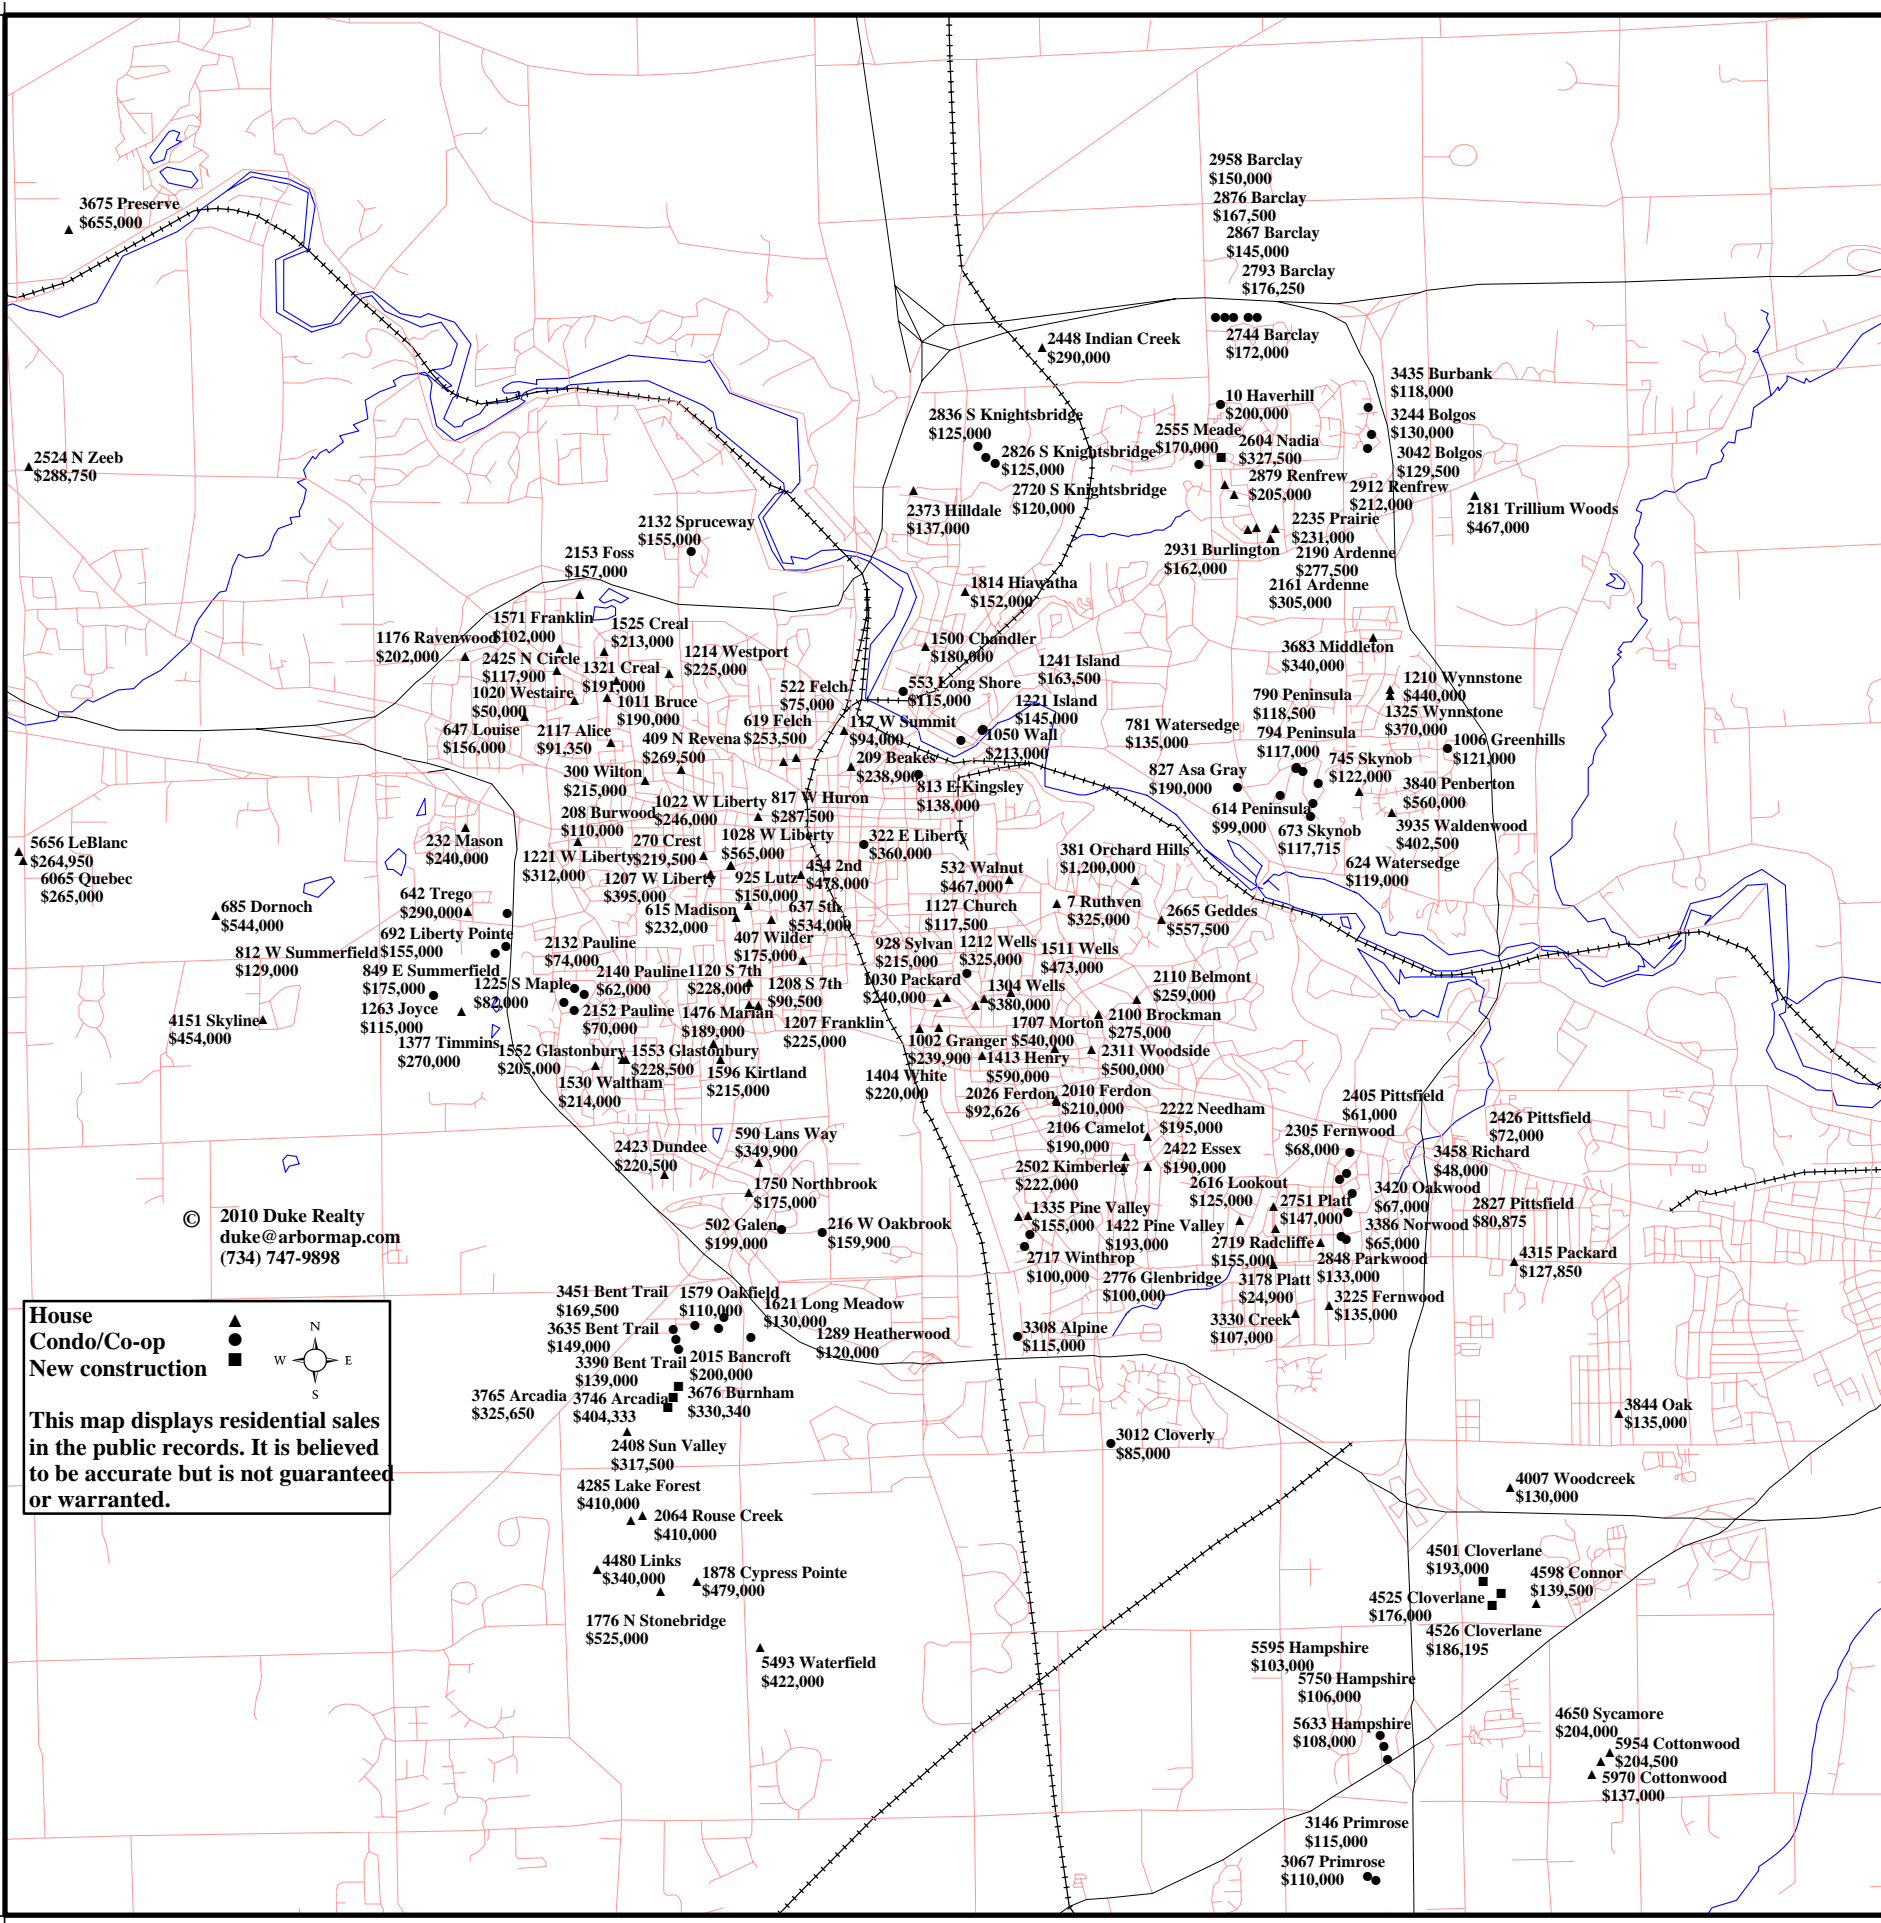 2958 Barclay
$150,000
2876 Barclay
$167,500
2867 Barclay
$145,000
2793 Barclay
$176,250
3675 Preserve
$655,000
2744 Barclay
$172,000
2448 Indian Creek
$290,000
3435 Burbank
$118,000
10 Haverhill
$200,000
2836 S Knightsbridge
$125,000
3244 Bolgos
$130,000
2555 Meade
$170,000
2604 Nadia
$327,500
2826 S Knightsbridge
$125,000
3042 Bolgos
$129,500
2524 N Zeeb
$288,750
2879 Renfrew
$205,000
2912 Renfrew
$212,000
2720 S Knightsbridge
$120,000
2373 Hilldale
$137,000
2181 Trillium Woods
$467,000
2235 Prairie
$231,000
2132 Spruceway
$155,000
2931 Burlington
$162,000
2190 Ardenne
$277,500
2153 Foss
$157,000
2161 Ardenne
$305,000
1814 Hiawatha
$152,000
1571 Franklin
$102,000
1525 Creal
$213,000
1176 Ravenwood
$202,000
1500 Chandler
$180,000
3683 Middleton
$340,000
1214 Westport
$225,000
2425 N Circle
$117,900
1321 Creal
$191,000
1241 Island
$163,500
1210 Wynnstone
$440,000
553 Long Shore
$115,000
522 Felch
$75,000
1020 Westaire
$50,000
1011 Bruce
$190,000
1221 Island
$145,000
790 Peninsula
$118,500
1325 Wynnstone
$370,000
619 Felch
$253,500
117 W Summit
$94,000
647 Louise
$156,000
2117 Alice
$91,350
409 N Revena
$269,500
1050 Wall
$213,000
781 Watersedge
$135,000
794 Peninsula
$117,000
1006 Greenhills
$121,000
209 Beakes
$238,900
745 Skynob
$122,000
300 Wilton
$215,000
827 Asa Gray
$190,000
3840 Penberton
$560,000
813 E Kingsley
$138,000
1022 W Liberty
$246,000
817 W Huron
$287,500
614 Peninsula
$99,000
208 Burwood
$110,000
673 Skynob
$117,715
3935 Waldenwood
$402,500
1028 W Liberty
$565,000
322 E Liberty
$360,000
5656 LeBlanc
$264,950
232 Mason
$240,000
270 Crest
$219,500
381 Orchard Hills
$1,200,000
624 Watersedge
$119,000
1221 W Liberty
$312,000
454 2nd
$478,000
532 Walnut
$467,000
6065 Quebec
$265,000
1207 W Liberty
$395,000
925 Lutz
$150,000
642 Trego
$290,000
685 Dornoch
$544,000
1127 Church
$117,500
7 Ruthven
$325,000
2665 Geddes
$557,500
615 Madison
$232,000
637 5th
$534,000
692 Liberty Pointe
$155,000
407 Wilder
$175,000
2132 Pauline
$74,000
928 Sylvan
$215,000
1212 Wells
$325,000
1511 Wells
$473,000
812 W Summerfield
$129,000
849 E Summerfield
$175,000
2140 Pauline
$62,000
1120 S 7th
$228,000
1225 S Maple
$82,000
1030 Packard
$240,000
1208 S 7th
$90,500
1304 Wells
$380,000
2110 Belmont
$259,000
1263 Joyce
$115,000
2152 Pauline
$70,000
1476 Marian
$189,000
4151 Skyline
$454,000
1207 Franklin
$225,000
1707 Morton
$540,000
2100 Brockman
$275,000
1377 Timmins
$270,000
1002 Granger
$239,900
1552 Glastonbury
$205,000
1553 Glastonbury
$228,500
1413 Henry
$590,000
2311 Woodside
$500,000
1530 Waltham
$214,000
1596 Kirtland
$215,000
1404 White
$220,000
2026 Ferdon
$92,626
2010 Ferdon
$210,000
2405 Pittsfield
$61,000
2222 Needham
$195,000
2426 Pittsfield
$72,000
2106 Camelot
$190,000
2305 Fernwood
$68,000
590 Lans Way
$349,900
2423 Dundee
$220,500
2422 Essex
$190,000
3458 Richard
$48,000
2502 Kimberley
$222,000
1750 Northbrook
$175,000
2616 Lookout
$125,000
3420 Oakwood
$67,000
2751 Platt
$147,000
2827 Pittsfield
$80,875
1335 Pine Valley
$155,000
©
2010 Duke Realty
duke@arbormap.com
(734) 747-9898
502 Galen
$199,000
216 W Oakbrook
$159,900
1422 Pine Valley
$193,000
3386 Norwood
$65,000
2719 Radcliffe
$155,000
2717 Winthrop
$100,000
2848 Parkwood
$133,000
4315 Packard
$127,850
2776 Glenbridge
$100,000
3178 Platt
$24,900
3451 Bent Trail
$169,500
1579 Oakfield
$110,000
1621 Long Meadow
$130,000
3225 Fernwood
$135,000
3330 Creek
$107,000
3635 Bent Trail
$149,000
1289 Heatherwood
$120,000
3308 Alpine
$115,000
3390 Bent Trail
$139,000
2015 Bancroft
$200,000
3765 Arcadia
$325,650
3746 Arcadia
$404,333
3676 Burnham
$330,340
3844 Oak
$135,000
House
Condo/Co-op
New construction
N
W E
S
This map displays residential sales
in the public records. It is believed
to be accurate but is not guaranteed
or warranted.
3012 Cloverly
$85,000
2408 Sun Valley
$317,500
4285 Lake Forest
$410,000
4007 Woodcreek
$130,000
2064 Rouse Creek
$410,000
4501 Cloverlane
$193,000
4480 Links
$340,000
1878 Cypress Pointe
$479,000
4598 Connor
$139,500
4525 Cloverlane
$176,000
1776 N Stonebridge
$525,000
4526 Cloverlane
$186,195
5595 Hampshire
$103,000
5493 Waterfield
$422,000
5750 Hampshire
$106,000
4650 Sycamore
$204,000
5633 Hampshire
$108,000
5954 Cottonwood
$204,500
5970 Cottonwood
$137,000
3146 Primrose
$115,000
3067 Primrose
$110,000